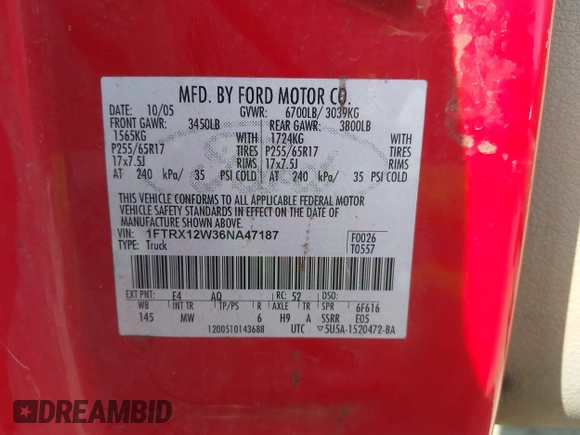 MFD. BY FORD MOTOR CO.
DATE: 10/05 GVWR: 6700LB/ 3039KG
FRONT GAWR: 3450LB REAR GAWR: 3800LB
1565KG WITH 1724KG WITH
P255/65R17 TIRES P255/65R17 TIRES
17x7.5J RIMS 17x7.5J RIMS
AT 240 kPa/ 35 PSI COLD AT 240 kPa/ 35 PSI COLD
THIS VEHICLE CONFORMS TO ALL APPLICABLE FEDERAL MOTOR
VEHICLE SAFETY STANDARDS IN EFFECT ON THE DATE OF
MANUFACTURE SHOWN ABOVE.
VIN: 1FTRX12W36NA47187 F0026
TYPE: Truck T0557
EXT PNT: E4 AQ RC: 52 DSO:
WB INT TR TP/PS R AXLE TR SPR 6F616
145 MW 6 H9 A SSRR E05
1200510143688 UTC 5U5A-1520472-BA
DREAMBID